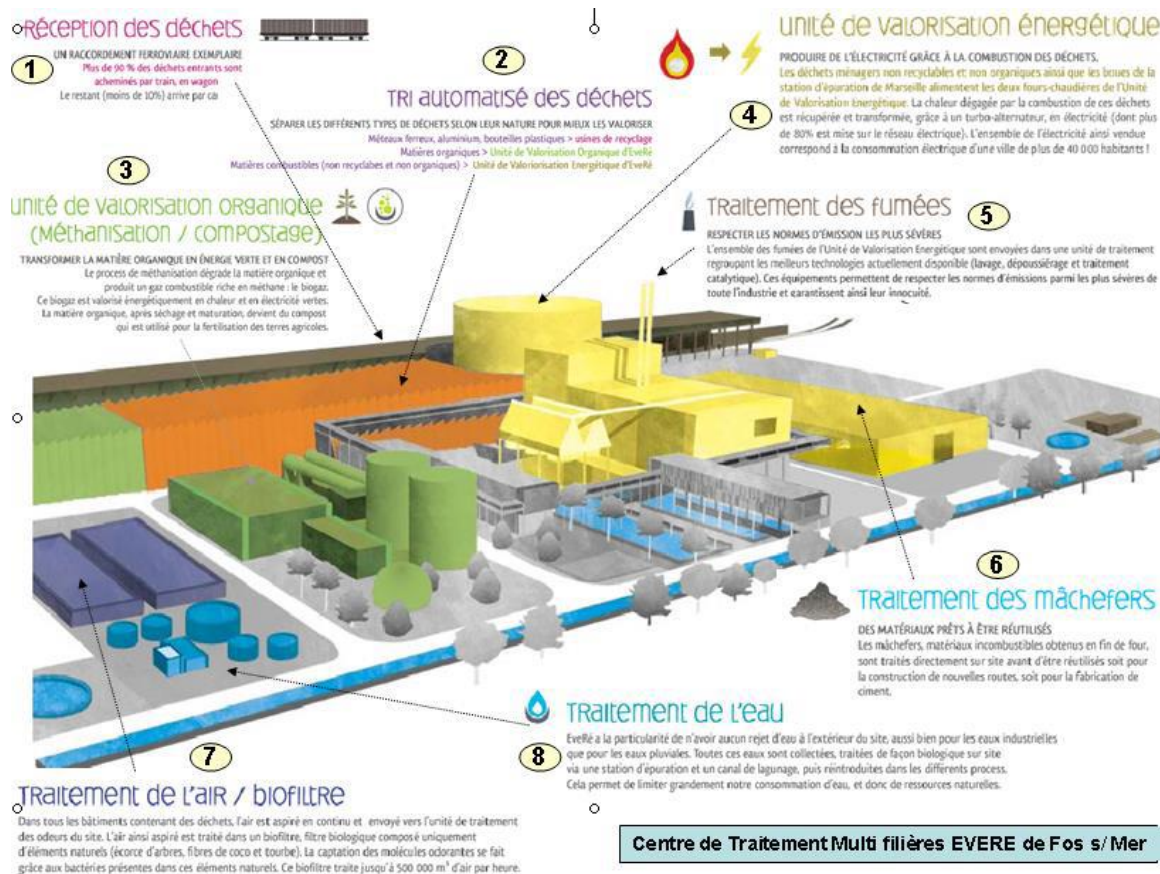 RÉCEPTION DES DÉCHETS
UN RACCORDEMENT FERROVIAIRE EXEMPLAIRE
1
Plus de 90 % des déchets entrants sont
acheminés par train, en wagon
Le restant (moins de 10%) arrive par ca
2
TRI automatisé des déchets
SÉPARER LES DIFFÉRENTS TYPES DE DÉCHETS SELON LEUR NATURE POUR MIEUX LES VALORISER
Méteaux ferreux, aluminium, bouteilles plastiques > usines de recyclage
Matières organiques > Unité de Valorisation Organique d'EveRé
Matières combustibles (non recyclabes et non organiques) > Unité de Valoriorisation Energétique d'EveRé
3
UNITÉ DE VALORISATION ORGANIQUE
(MÉTHANISATION / COMPOSTAGE)
TRANSFORMER LA MATIÈRE ORGANIQUE EN ÉNERGIE VERTE ET EN COMPOST
Le process de méthanisation dégrade la matière organique et
produit un gaz combustible riche en méthane : le biogaz.
Ce biogaz est valorisé énergétiquement en chaleur et en électricité vertes.
La matière organique, après séchage et maturation, devient du compost
qui est utilisé pour la fertilisation des terres agricoles.
UNITÉ DE VALORISATION ÉNERGÉTIQUE
PRODUIRE DE L'ÉLECTRICITÉ GRÂCE À LA COMBUSTION DES DÉCHETS.
Les déchets ménagers non recyclables et non organiques ainsi que les boues de la
station d'épuration de Marseille alimentent les deux fours-chaudières de l'Unité
4
de Valorisation Energétique. La chaleur dégagée par la combustion de ces déchets
est récupérée et transformée, grâce à un turbo-alternateur, en électricité (dont plus
de 80% est mise sur le réseau électrique). L'ensemble de l'électricité ainsi vendue
correspond à la consommation électrique d'une ville de plus de 40 000 habitants !
TRAITEMENT DES FUMÉES
5
RESPECTER LES NORMES D'ÉMISSION LES PLUS SÉVÈRES
L'ensemble des fumées de l'Unité de Valorisation Energétique sont envoyées dans une unité de traitement
regroupant les meilleurs technologies actuellement disponible (lavage, dépoussiérage et traitement
catalytique). Ces équipements permettent de respecter les normes d'émissions parmi les plus sévères de
toute l'industrie et garantissent ainsi leur innocuité.
6
TRAITEMENT DES MÂCHEFERS
DES MATÉRIAUX PRÊTS À ÊTRE RÉUTILISÉS
Les mâchefers, matériaux incombustibles obtenus en fin de four,
sont traités directement sur site avant d'être réutilisés soit pour
la construction de nouvelles routes, soit pour la fabrication de
ciment.
TRAITEMENT DE L'EAU
8
EveRé a la particularité de n'avoir aucun rejet d'eau à l'extérieur du site, aussi bien pour les eaux industrielles
que pour les eaux pluviales. Toutes ces eaux sont collectées, traitées de façon biologique sur site
via une station d'épuration et un canal de lagunage, puis réintroduites dans les différents process.
Cela permet de limiter grandement notre consommation d'eau, et donc de ressources naturelles.
7
TRAITEMENT DE L'AIR / BIOFILTRE
Dans tous les bâtiments contenant des déchets, l'air est aspiré en continu et envoyé vers l'unité de traitement
des odeurs du site. L'air ainsi aspiré est traité dans un biofiltre, filtre biologique composé uniquement
d'éléments naturels (écorce d'arbres, fibres de coco et tourbe). La captation des molécules odorantes se fait
grâce aux bactéries présentes dans ces éléments naturels. Ce biofiltre traite jusqu'à 500 000 m³ d'air par heure.
Centre de Traitement Multi filières EVERE de Fos s/ Mer